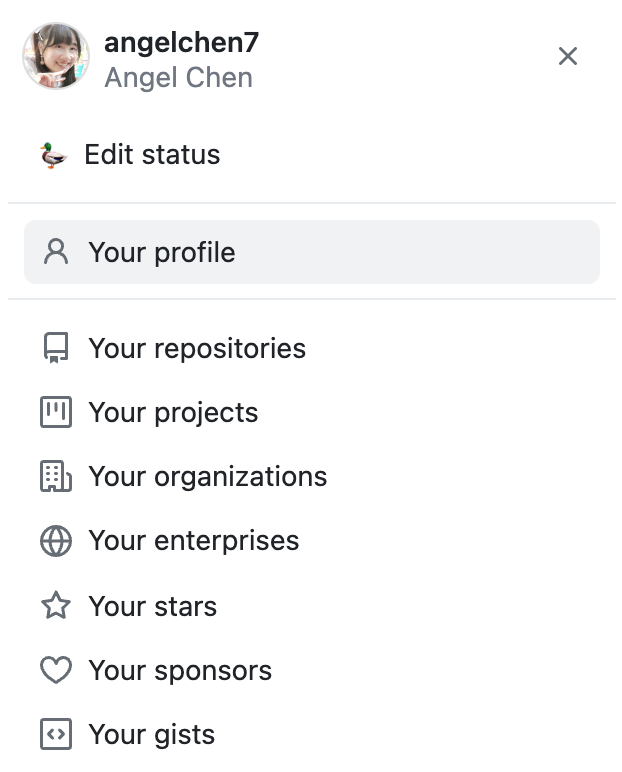 angelchen7
Angel Chen
Edit status
Your profile
Your repositories
Your projects
Your organizations
Your enterprises
Your stars
Your sponsors
Your gists